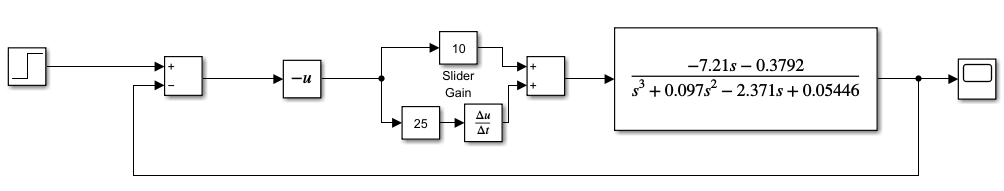 +
−
−u
10
Slider
Gain
25
Δu
Δt
+
+
−7.21s − 0.3792
s³ + 0.097s² − 2.371s + 0.05446